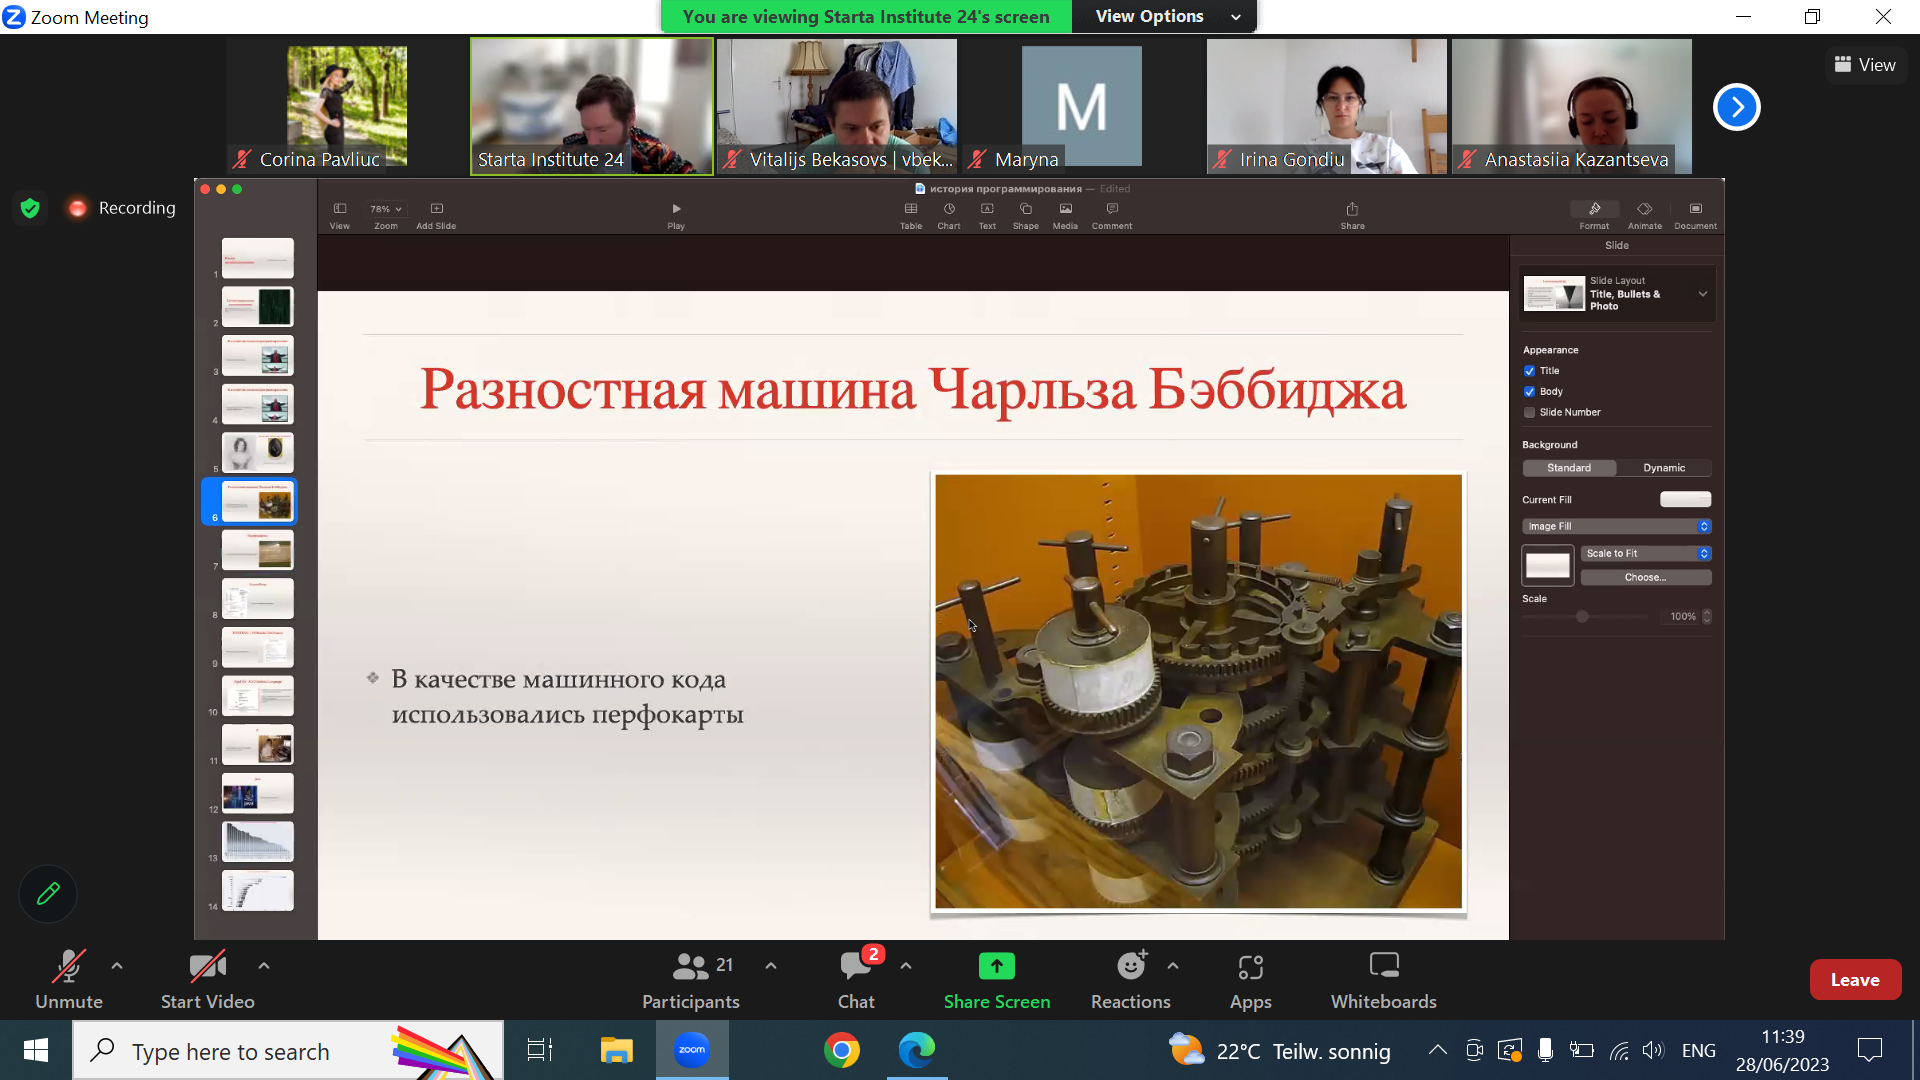 Zoom Meeting
You are viewing Starta Institute 24's screen
View Options
Corina Pavliuc
Starta Institute 24
Vitalijs Bekasovs | vbek...
M
Maryna
Irina Gondiu
Anastasiia Kazantseva
View
Recording
история программирования — Edited
View
78%
Zoom
Add Slide
Play
Table
Chart
Text
Shape
Media
Comment
Share
Format
Animate
Document
1
2
3
4
5
6
7
8
9
10
11
12
13
14
Разностная машина Чарльза Бэббиджа
В качестве машинного кода
использовались перфокарты
Slide
Slide Layout
Title, Bullets &
Photo
Appearance
Title
Body
Slide Number
Background
Standard
Dynamic
Current Fill
Image Fill
Scale to Fit
Choose...
Scale
100%
Unmute
Start Video
21
Participants
2
Chat
Share Screen
Reactions
Apps
Whiteboards
Leave
Type here to search
zoom
22°C Teilw. sonnig
ENG
11:39
28/06/2023